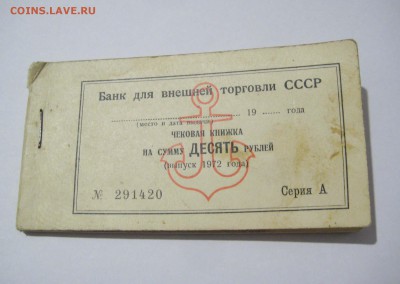 COINS.LAVE.RU
Банк для внешней торговли СССР
19 ....... года
(место и дата выписки)
ЧЕКОВАЯ КНИЖКА
НА СУММУ ДЕСЯТЬ РУБЛЕЙ
(выпуск 1972 года)
№ 291420 Серия А